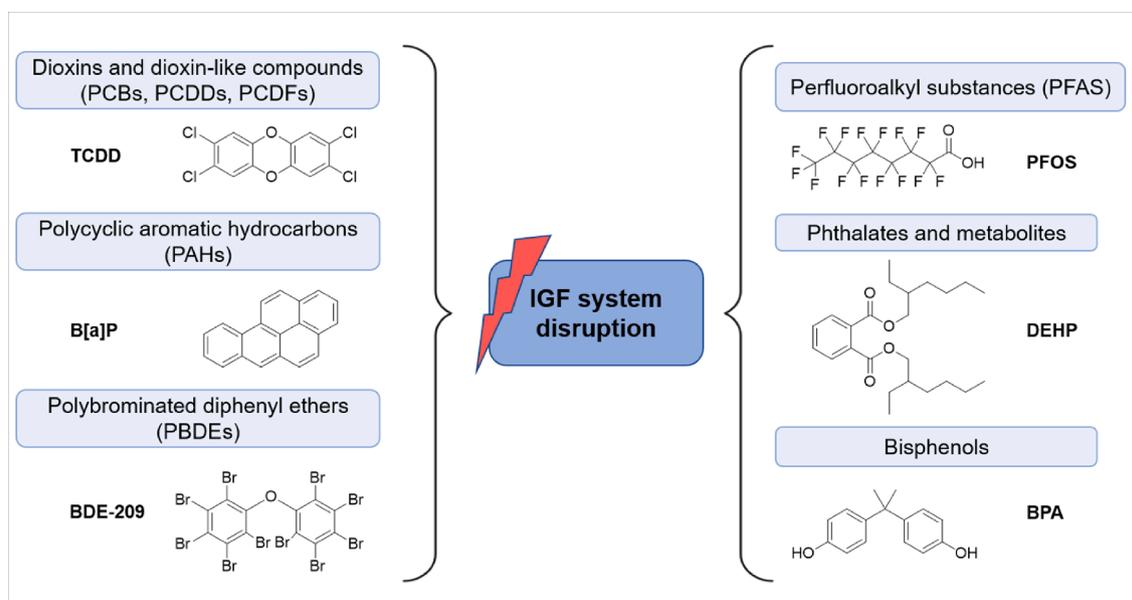 Dioxins and dioxin-like compounds
(PCBs, PCDDs, PCDFs)
TCDD
Cl
Cl
O
O
Cl
Cl
Polycyclic aromatic hydrocarbons
(PAHs)
B[a]P
Polybrominated diphenyl ethers
(PBDEs)
BDE-209
Br
Br
Br
Br
Br
O
Br
Br
Br
Br
Br
IGF system
disruption
Perfluoroalkyl substances (PFAS)
F F F F F F O
F
F
F
OH
F F F F F F
PFOS
Phthalates and metabolites
O
O
O
O
DEHP
Bisphenols
BPA
HO
OH